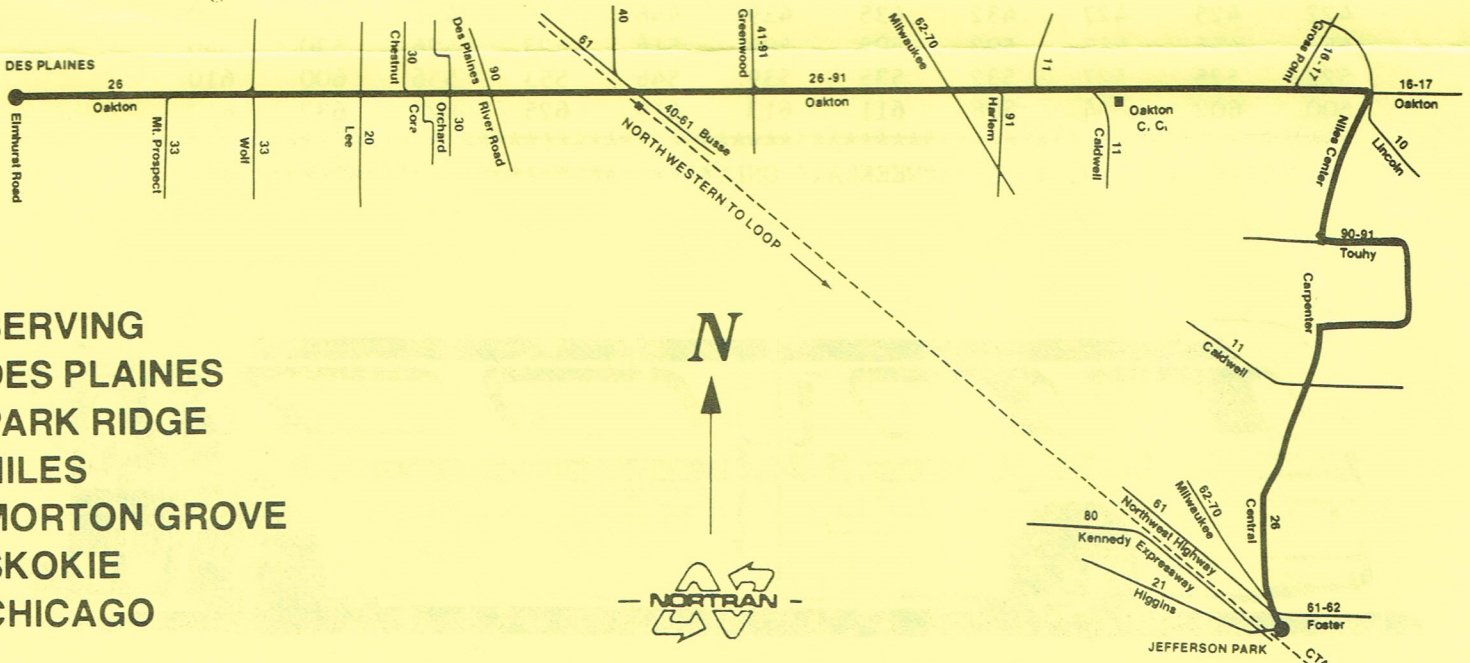 DES PLAINES
26
Oakton
Elmhurst Road
Mt. Prospect
33
Wolf
33
Lee
20
Chestnut
30
Cora
Orchard
30
Des Plaines
90
River Road
61
40
40-61 Busse
NORTHWESTERN TO LOOP
Greenwood
41-91
26-91
Oakton
Milwaukee
62-70
Harlem
91
11
Caldwell
11
Oakton
C. C.
Gross Point
16-17
16-17
Oakton
10
Lincoln
Niles Center
90-91
Touhy
Carpenter
11
Caldwell
Central
26
62-70
Milwaukee
61
Northwest Highway
80
Kennedy Expressway
21
Higgins
61-62
Foster
JEFFERSON PARK
N
NORTRAN
ERVING
DES PLAINES
PARK RIDGE
NILES
MORTON GROVE
SKOKIE
CHICAGO